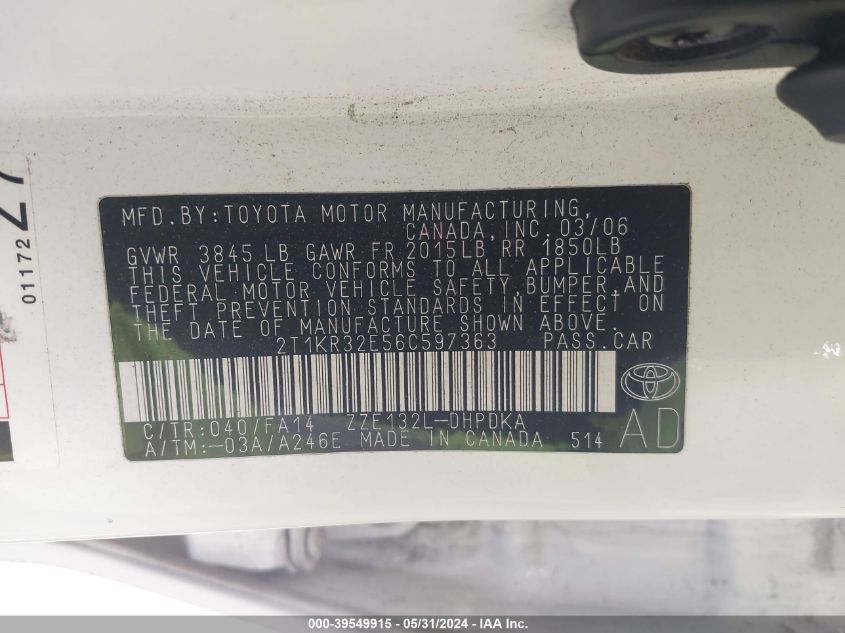 MFD.BY:TOYOTA MOTOR MANUFACTURING,
CANADA,INC. 03/06
GVWR 3845 LB GAWR FR 2015LB RR 1850LB
THIS VEHICLE CONFORMS TO ALL APPLICABLE
FEDERAL MOTOR VEHICLE SAFETY,BUMPER,AND
THEFT PREVENTION STANDARDS IN EFFECT ON
THE DATE OF MANUFACTURE SHOWN ABOVE.
2T1KR32E56C597363 PASS.CAR
C/TR:040/FA14 ZZE132L-DHPDKA
A/TM:-03A/A246E MADE IN CANADA 514
AD
01172
000-39549915 - 05/31/2024 - IAA Inc.